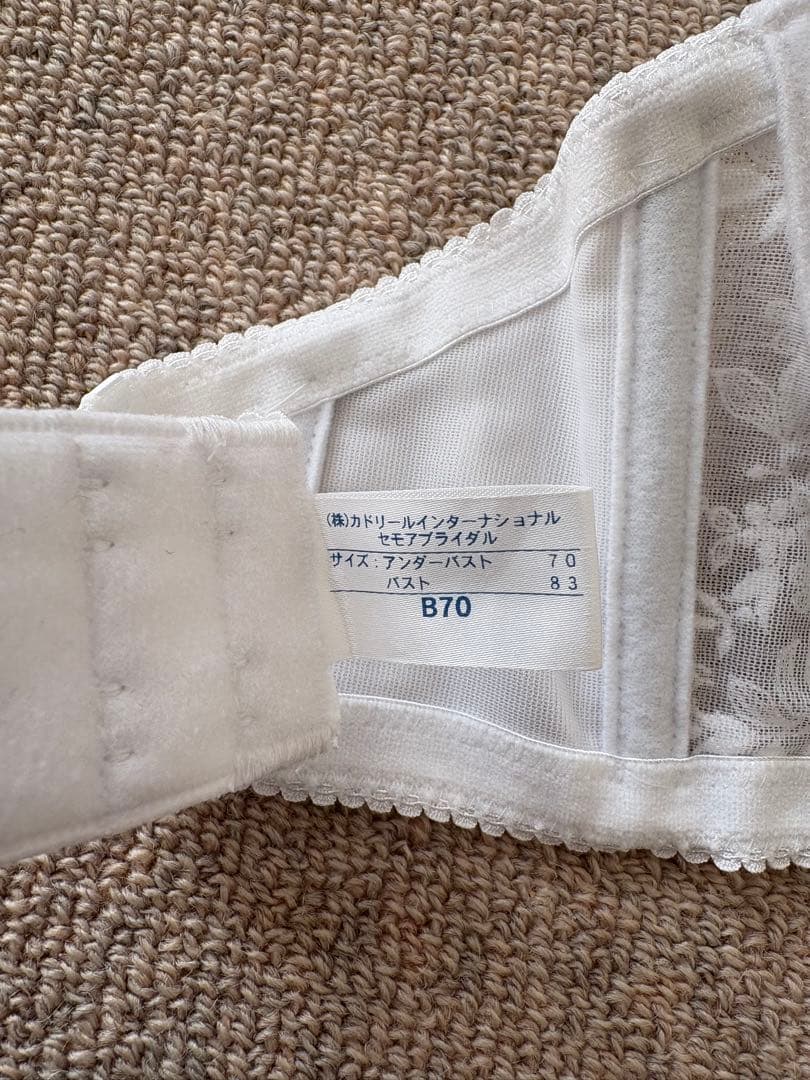 (株)カドリールインターナショナル
セモアブライダル
サイズ:アンダーバスト 70
バスト 83
B70